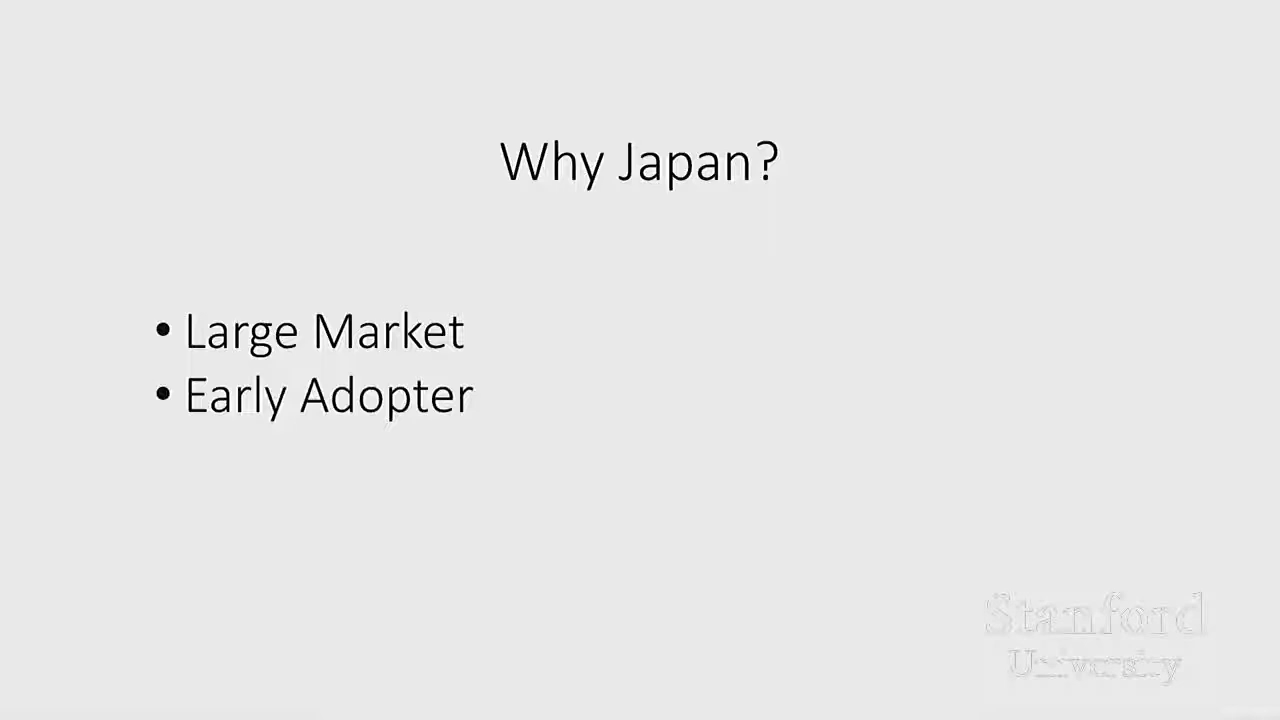 Why Japan?
• Large Market
• Early Adopter
Stanford
University